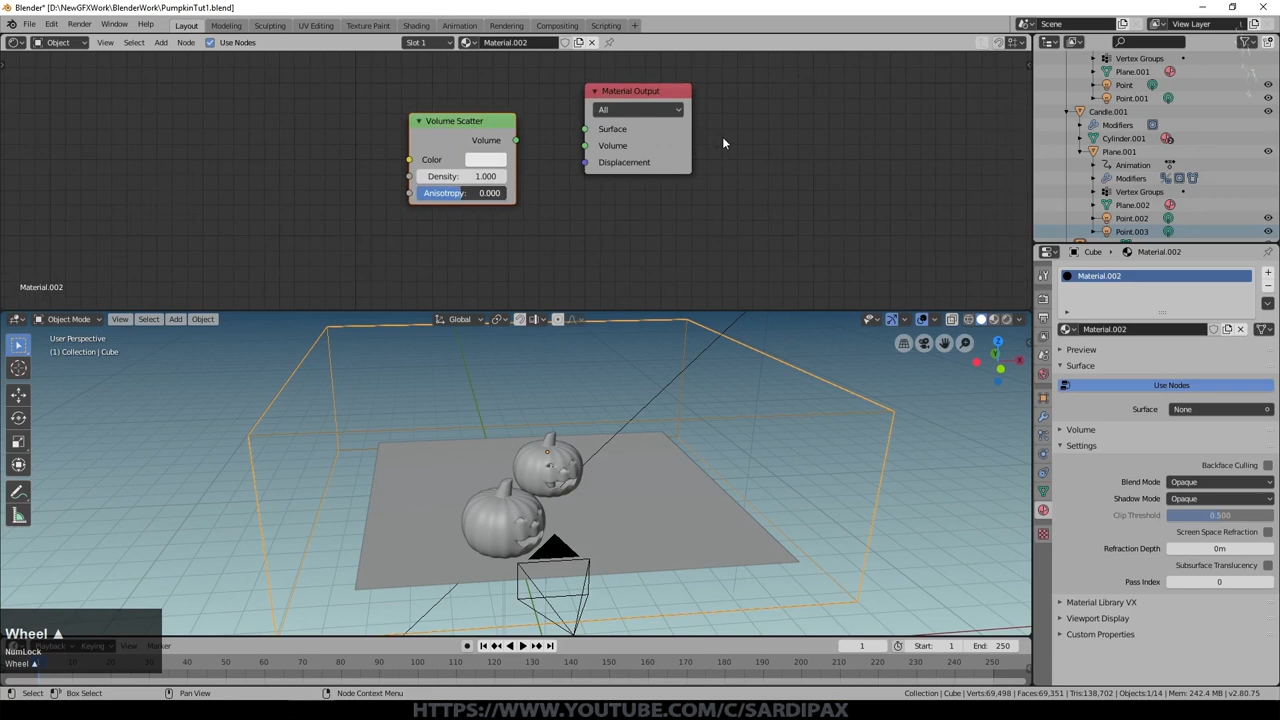 Blender* [D:\NewGFXWork\BlenderWork\PumpkinTut1.blend]
File Edit Render Window Help Layout Modeling Sculpting UV Editing Texture Paint Shading Animation Rendering Compositing Scripting + Scene View Layer
Object View Select Add Node Use Nodes Slot 1 Material.002
Vertex Groups
Plane.001
Point
Point.001
Candle.001
Modifiers
Cylinder.001
Plane.001
Animation
Modifiers
Vertex Groups
Plane.002
Point.002
Point.003
Volume Scatter
Volume
Color
Density: 1.000
Anisotropy: 0.000
Material Output
All
Surface
Volume
Displacement
Material.002
Object Mode View Select Add Object Global
User Perspective
(1) Collection | Cube
Z
Y
X
Cube Material.002
Material.002
Material.002
Preview
Surface
Use Nodes
Surface None
Volume
Settings
Backface Culling
Blend Mode Opaque
Shadow Mode Opaque
Clip Threshold 0.500
Screen Space Refraction
Refraction Depth 0m
Subsurface Translucency
Pass Index 0
Material Library VX
Viewport Display
Custom Properties
Wheel ▲
NumLock
Wheel ▲
Playback Keying View Marker 1 Start: 1 End: 250
10 20 30 40 50 60 70 80 90 100 110 120 130 140 150 160 170 180 190 200 210 220 230 240 250
Select Box Select Pan View Node Context Menu Collection | Cube | Verts:69,498 | Faces:69,351 | Tris:138,702 | Objects:1/14 | Mem: 242.4 MB | v2.80.75
HTTPS://WWW.YOUTUBE.COM/C/SARDIPAX